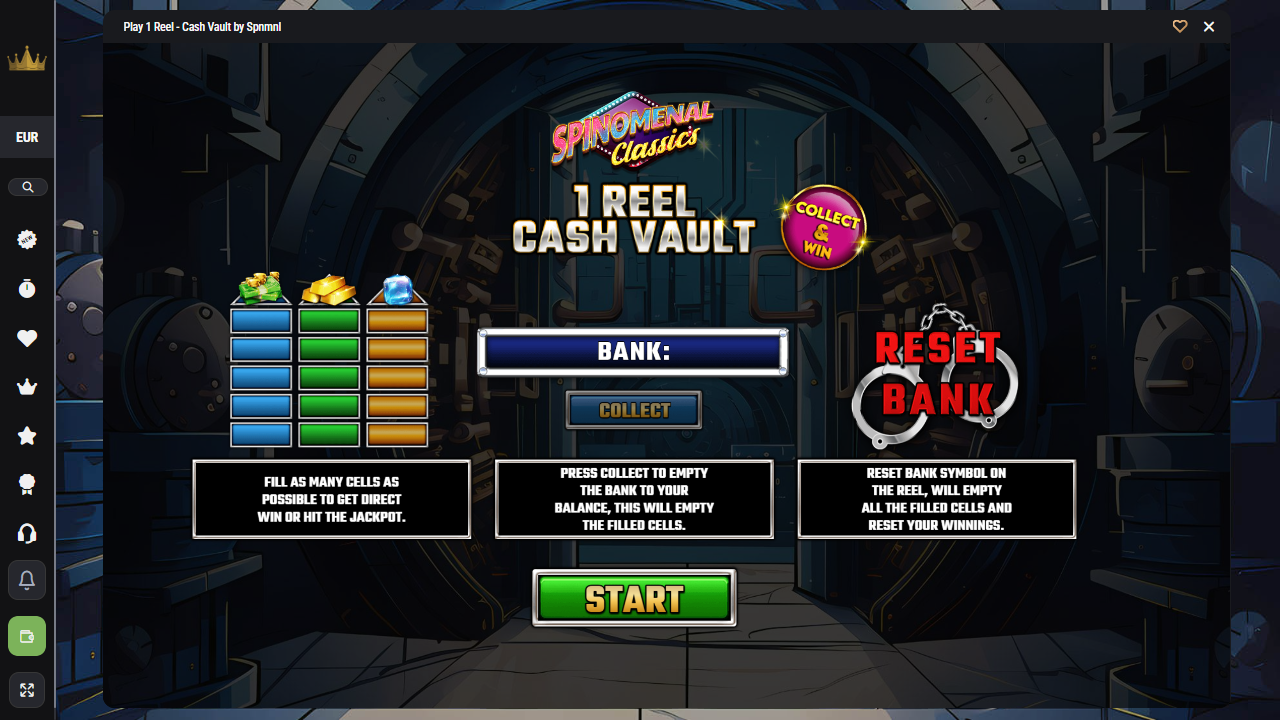 Play 1 Reel - Cash Vault by Spnmnl
EUR
NEW
SPINOMENAL
Classics
1 REEL
CASH VAULT
COLLECT
&
WIN
BANK:
COLLECT
RESET
BANK
FILL AS MANY CELLS AS
POSSIBLE TO GET DIRECT
WIN OR HIT THE JACKPOT.
PRESS COLLECT TO EMPTY
THE BANK TO YOUR
BALANCE, THIS WILL EMPTY
THE FILLED CELLS.
RESET BANK SYMBOL ON
THE REEL, WILL EMPTY
ALL THE FILLED CELLS AND
RESET YOUR WINNINGS.
START